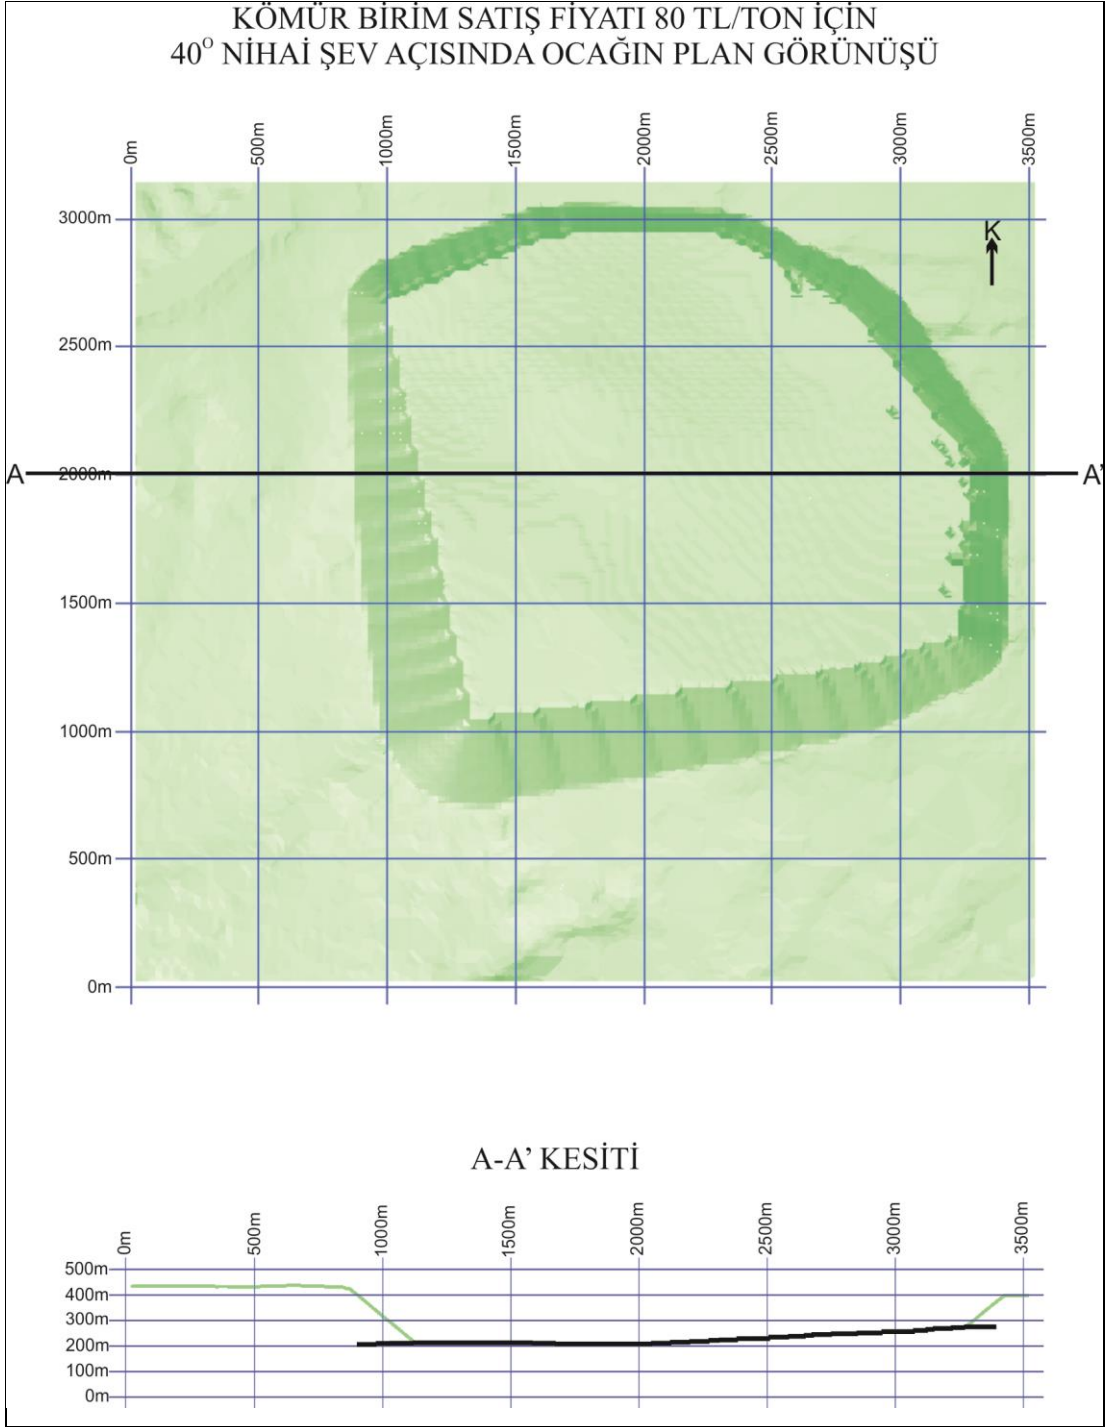 KÖMÜR BİRİM SATIŞ FİYATI 80 TL/TON İÇİN
40° NİHAİ ŞEV AÇISINDA OCAĞIN PLAN GÖRÜNÜŞÜ
0m 500m 1000m 1500m 2000m 2500m 3000m 3500m
3000m
K
2500m
A 2000m A'
1500m
1000m
500m
0m
A-A' KESİTİ
0m 500m 1000m 1500m 2000m 2500m 3000m 3500m
500m
400m
300m
200m
100m
0m